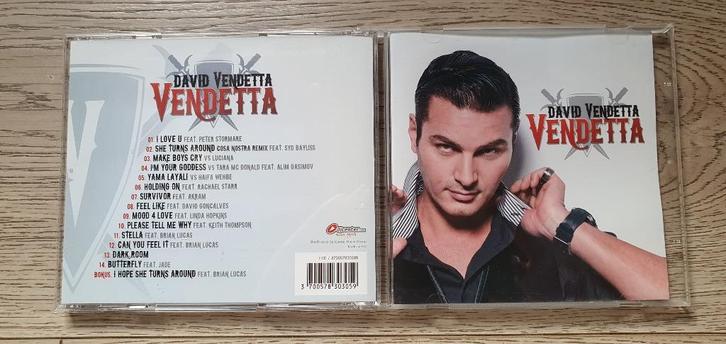 DAVID VENDETTA
VENDETTA
01. I LOVE U FEAT. PETER STORMARE
02. SHE TURNS AROUND COSA NOSTRA REMIX FEAT. SYD BAYLISS
03. MAKE BOYS CRY VS LUCIANA
04. I'M YOUR GODDESS VS TARA MC DONALD FEAT. ALIM QASIMOV
05. YAMA LAYALI VS HAIFA WEHBE
06. HOLDING ON FEAT. RACHAEL STARR
07. SURVIVOR FEAT. AKRAM
08. FEEL LIKE FEAT. DAVID GONCALVES
09. MOOD 4 LOVE FEAT. LINDA HOPKINS
10. PLEASE TELL ME WHY FEAT. KEITH THOMPSON
11. STELLA FEAT. BRIAN LUCAS
12. CAN YOU FEEL IT FEAT. BRIAN LUCAS
13. DARK ROOM
14. BUTTERFLY FEAT. JADE
BONUS. I HOPE SHE TURNS AROUND FEAT. BRIAN LUCAS
3 700578 303059
DAVID VENDETTA
VENDETTA